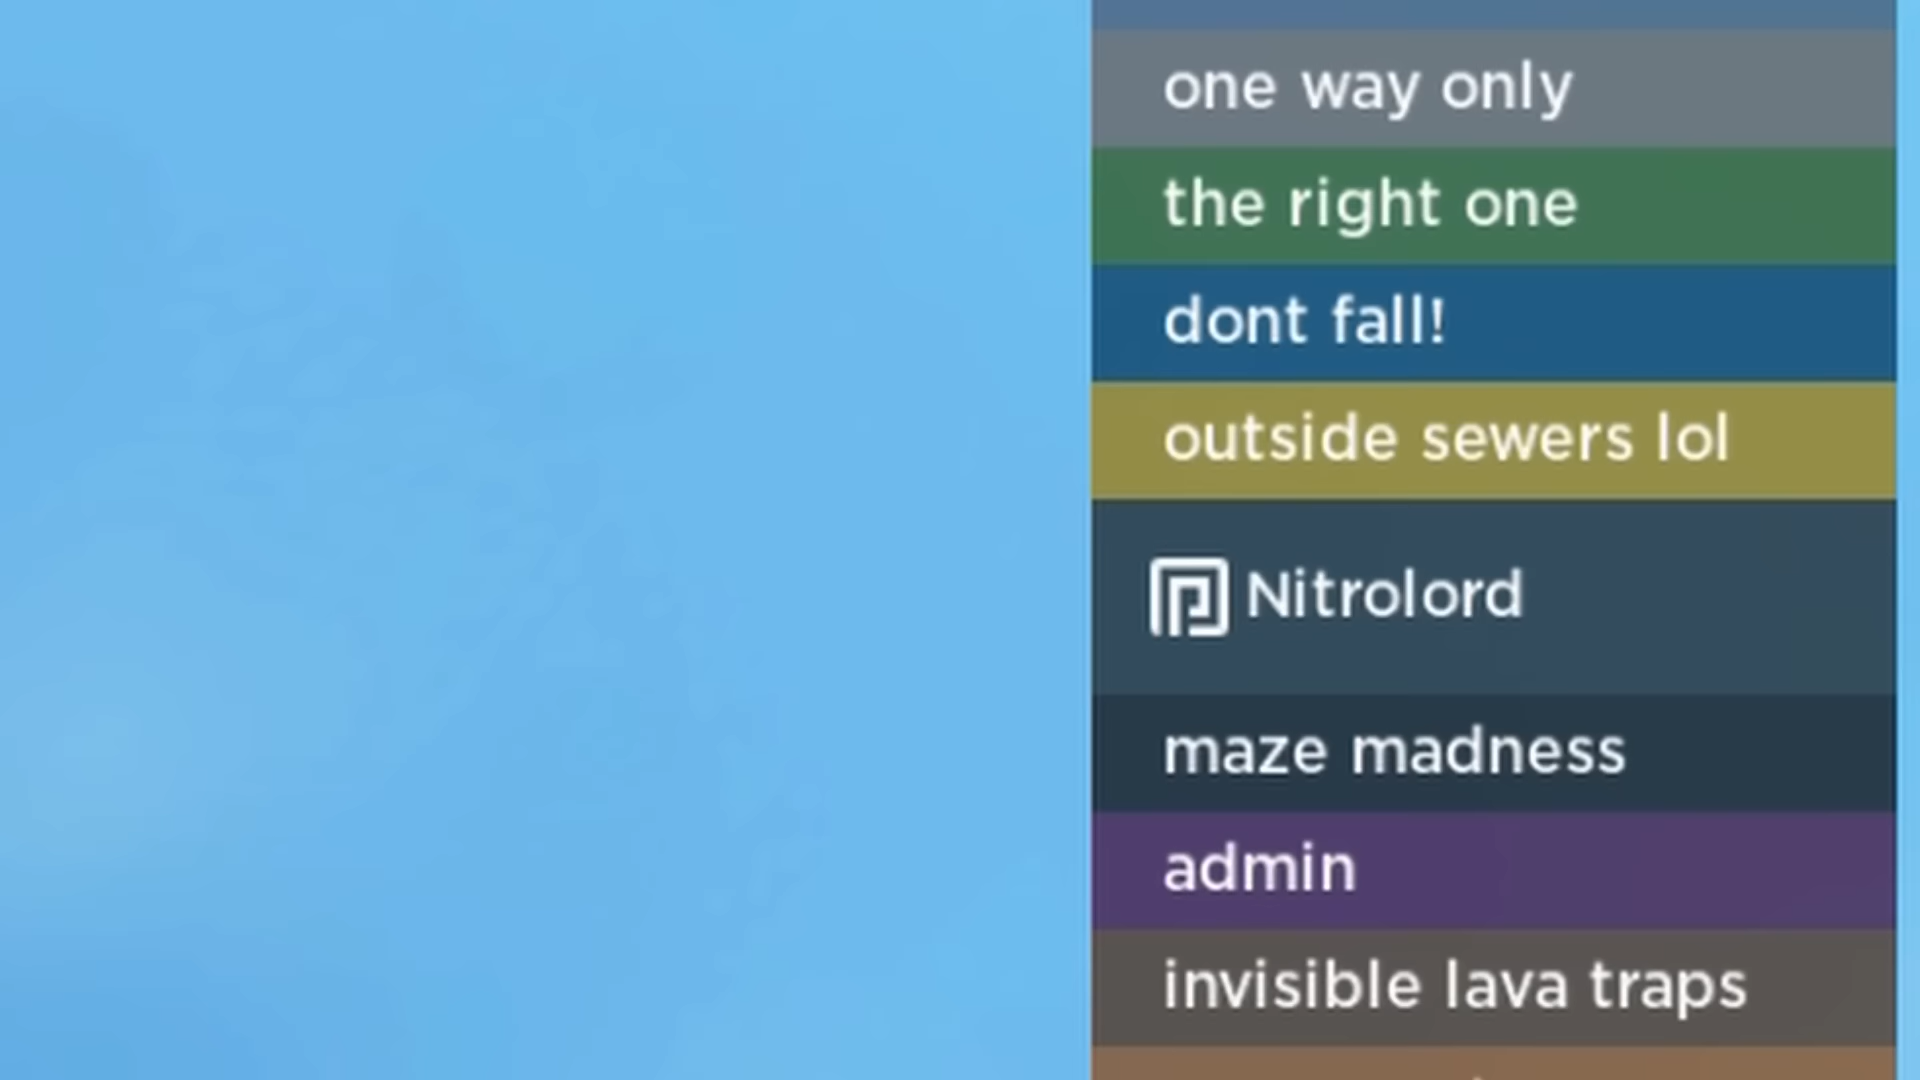 one way only
the right one
dont fall!
outside sewers lol
Nitrolord
maze madness
admin
invisible lava traps